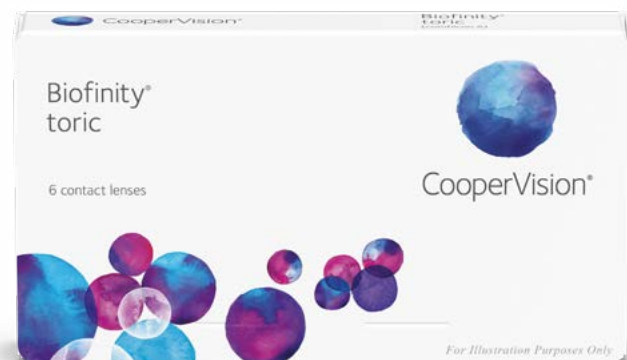 CooperVision®
Biofinity®
toric
Biofinity®
toric
6 contact lenses
CooperVision®
For Illustration Purposes Only